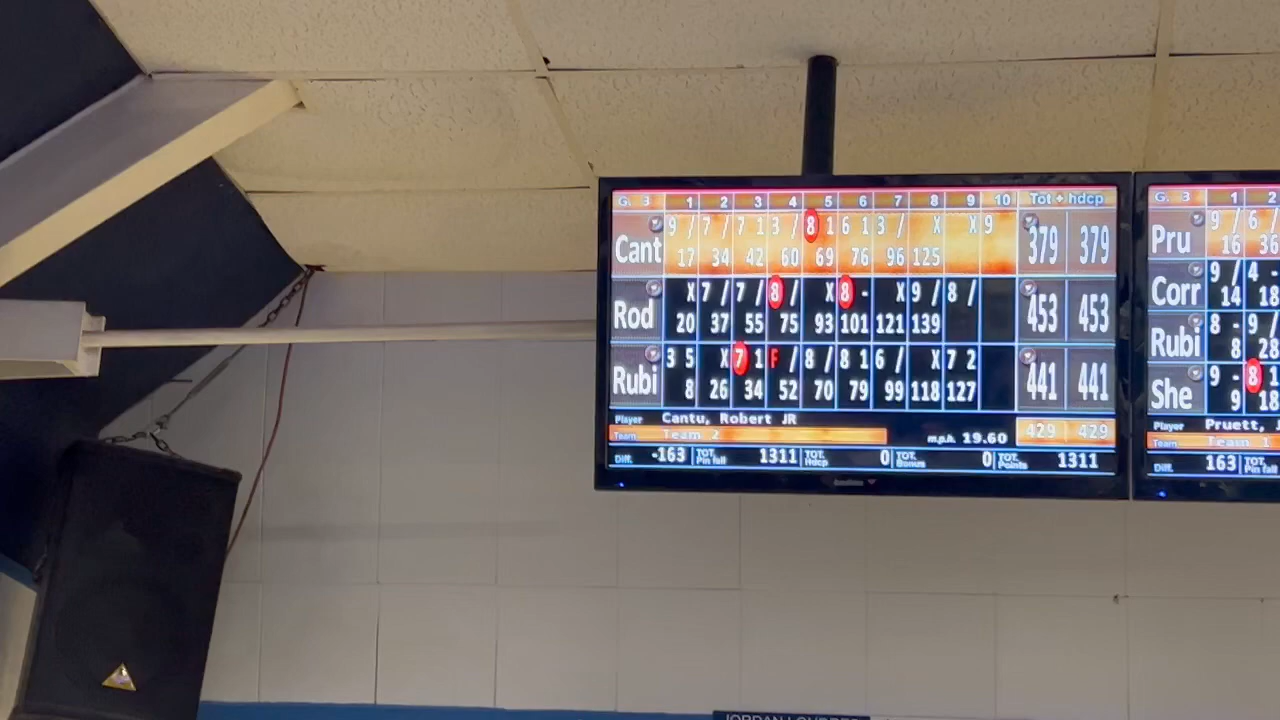 G. 3 1 2 3 4 5 6 7 8 9 10 Tot + hdcp
Cant 9 / 7 / 7 1 3 / 8 1 6 1 3 / X X 9 379 379
17 34 42 60 69 76 96 125
Rod X 7 / 7 / 8 / X 8 - X 9 / 8 / 453 453
20 37 55 75 93 101 121 139
Rubi 3 5 X 7 1 F / 8 / 8 1 6 / X 7 2 441 441
8 26 34 52 70 79 99 118 127
Player Cantu, Robert JR
Team Team 2 m.p.h. 19.60 429 429
Diff. -163 TOT. Pin fall 1311 TOT. Hdcp 0 TOT. Bonus 0 TOT. Points 1311
G. 3 1 2
Pru 9 / 6 /
16 36
Corr 9 / 4 -
14 18
Rubi 8 - 9 /
8 28
She 9 - 8 1
9 18
Player Pruett, J
Team Team 1
Diff. 163 TOT. Pin fall